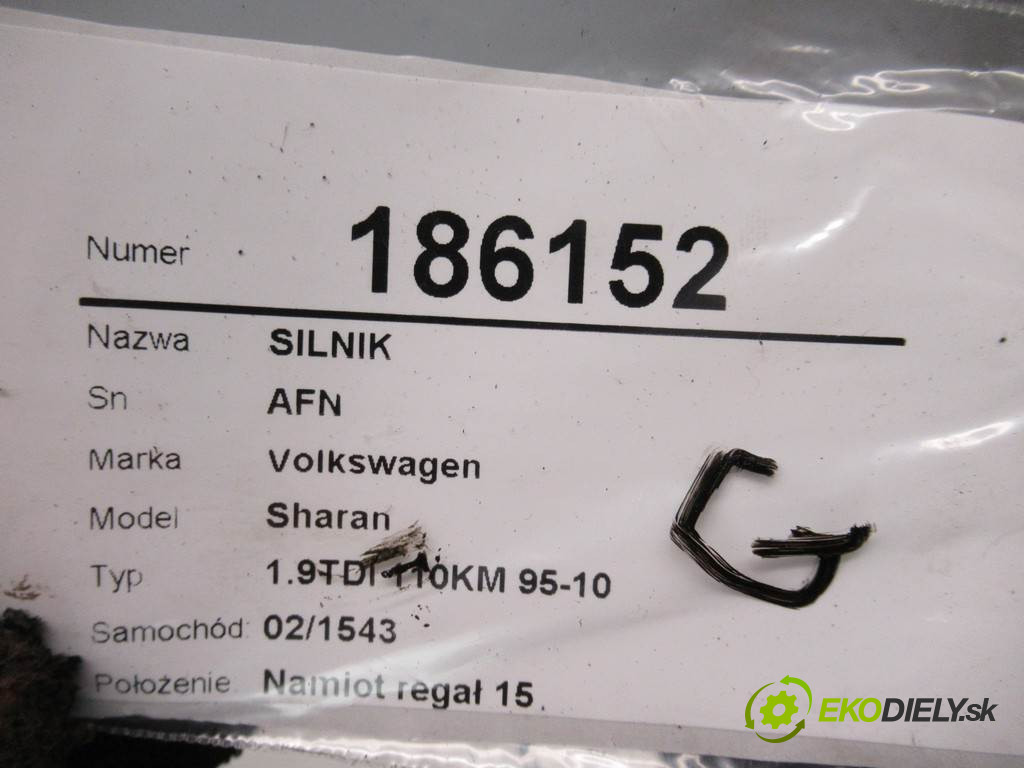 Numer 186152
Nazwa SILNIK
Sn AFN
Marka Volkswagen
Model Sharan
Typ 1.9TDI 110KM 95-10
Samochód: 02/1543
Położenie: Namiot regał 15
G
EKODIELY.sk